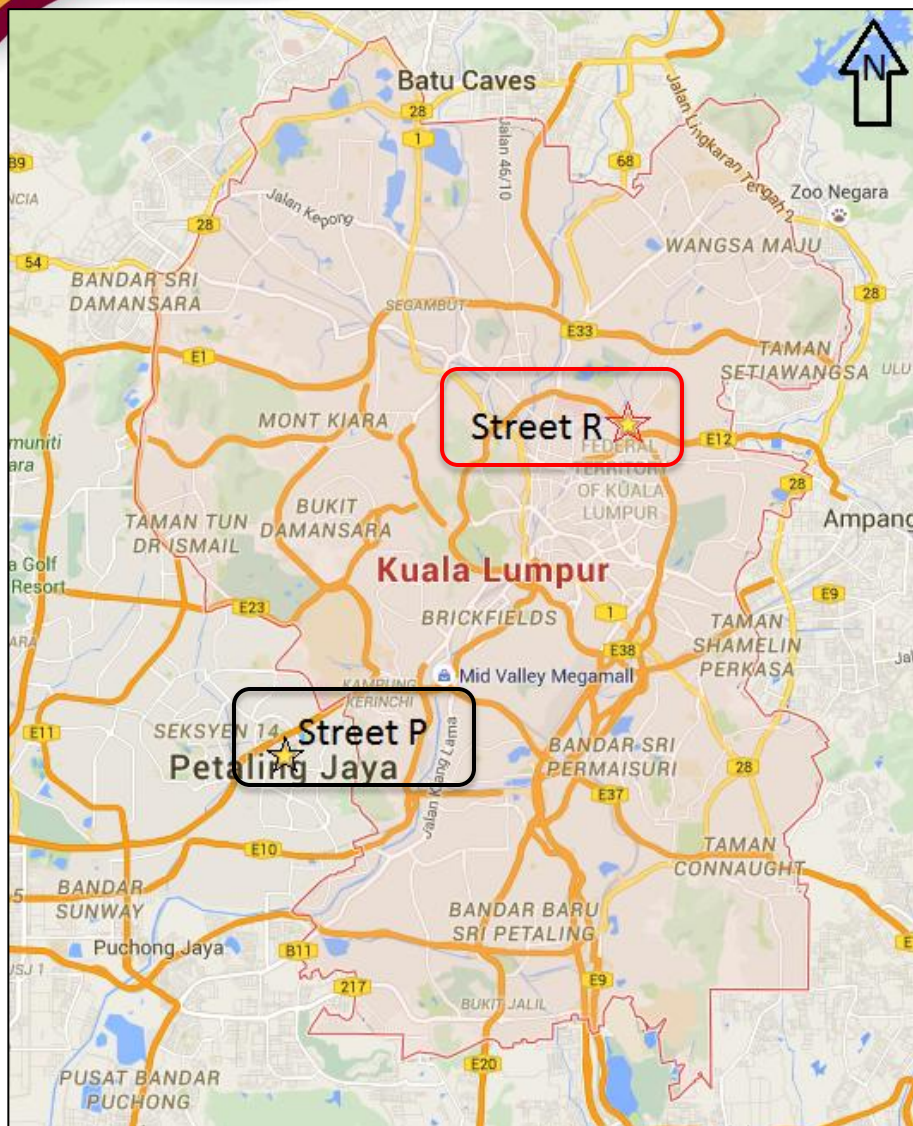 N
Batu Caves
28
1
Jalan 46/10
68
Jalan Lingkaran Tengah 2
Zoo Negara
89
NCIA
Jalan Kepong
28
WANGSA MAJU
54
BANDAR SRI
DAMANSARA
SEGAMBUT
28
E33
E1
TAMAN
SETIAWANGSA
ULU
MONT KIARA
Street R
E12
FEDERAL
TERRITORY
OF KUALA
LUMPUR
muniti
ara
28
BUKIT
DAMANSARA
TAMAN TUN
DR ISMAIL
Ampang
a Golf
Resort
Kuala Lumpur
E23
BRICKFIELDS
1
E9
ARA
TAMAN
SHAMELIN
PERKASA
E38
Jal
Mid Valley Megamall
KAMPUNG
KERINCHI
E11
SEKSYEN 14
Street P
Petaling Jaya
Jalan Klang Lama
BANDAR SRI
PERMAISURI
28
E37
E10
TAMAN
CONNAUGHT
5
BANDAR
SUNWAY
BANDAR BARU
SRI PETALING
Puchong Jaya
B11
E
USJ 1
217
E9
BUKIT JALIL
E20
PUSAT BANDAR
PUCHONG